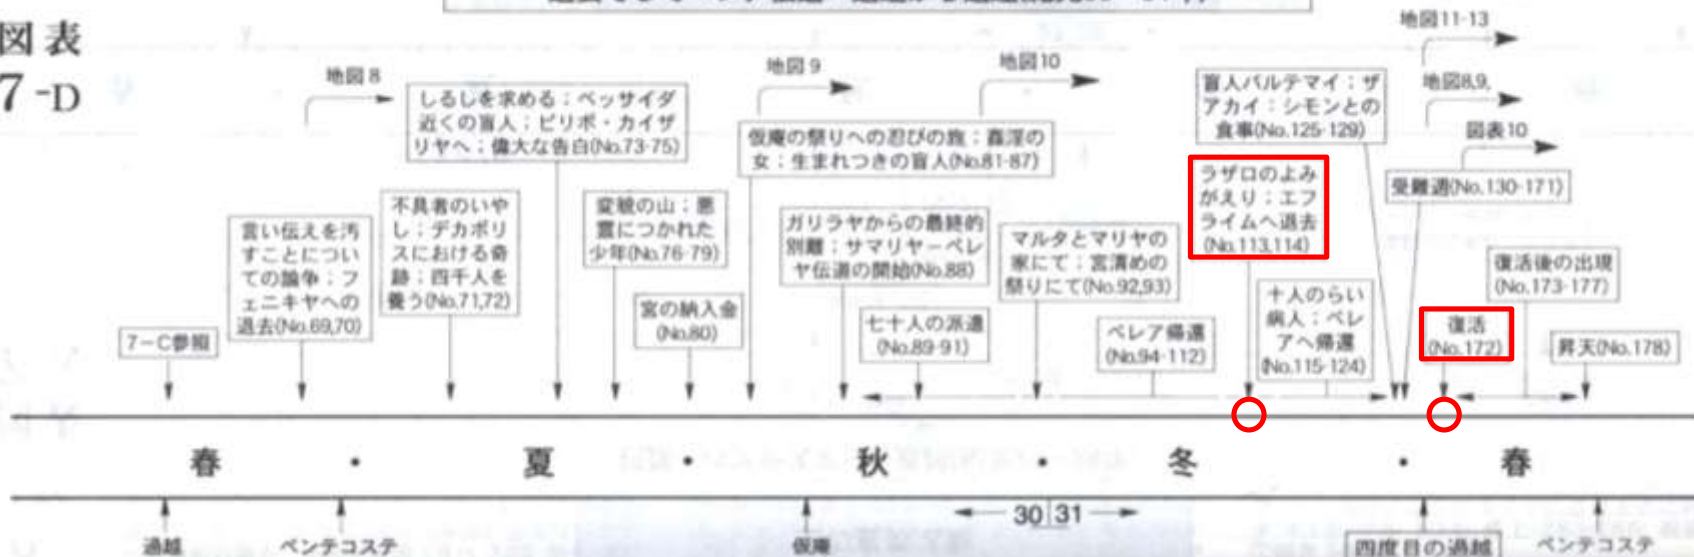 図表
7-D
地図8
しるしを求める；ベッサイダ
近くの盲人；ピリポ・カイザ
リヤへ；偉大な告白(No.73-75)
地図9
地図10
仮庵の祭りへの忍びの旅；姦淫の
女；生まれつきの盲人(No.81-87)
盲人バルテマイ；ザ
アカイ；シモンとの
食事(No.125-129)
地図11-13
地図8,9,
図表10
受難週(No.130-171)
ラザロのよみ
がえり；エフ
ライムへ退去
(No.113,114)
言い伝えを汚
すことについ
ての論争；フ
ェニキヤへの
退去(No.69,70)
不具者のいや
し；デカポリ
スにおける奇
跡；四千人を
養う(No.71,72)
変貌の山；悪
霊につかれた
少年(No.76-79)
宮の納入金
(No.80)
ガリラヤからの最終的
別離；サマリヤーペレ
ヤ伝道の開始(No.88)
七十人の派遣
(No.89-91)
マルタとマリヤの
家にて；宮清めの
祭りにて(No.92,93)
ペレア帰還
(No.94-112)
十人のらい
病人；ペレ
アへ帰還
(No.115-124)
復活
(No.172)
復活後の出現
(No.173-177)
昇天(No.178)
7-C参照
春 ・ 夏 ・ 秋 ・ 冬 ・ 春
30 31
過越
ペンテコステ
仮庵
四度目の過越
ペンテコステ